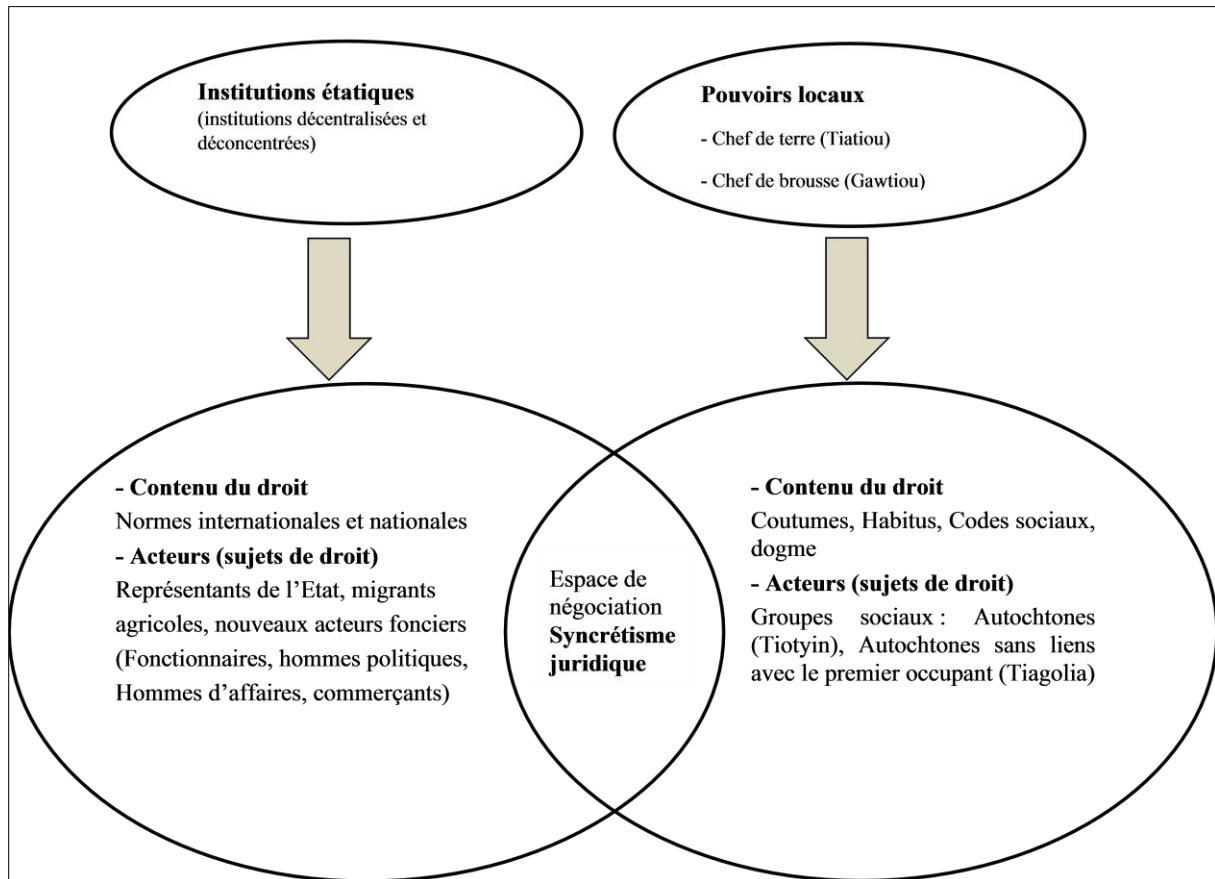 Institutions étatiques
(institutions décentralisées et
déconcentrées)
Pouvoirs locaux
- Chef de terre (Tiatiou)
- Chef de brousse (Gawtiou)
- Contenu du droit
Normes internationales et nationales
- Acteurs (sujets de droit)
Représentants de l'Etat, migrants
agricoles, nouveaux acteurs fonciers
(Fonctionnaires, hommes politiques,
Hommes d'affaires, commerçants)
Espace de
négociation
Syncrétisme
juridique
- Contenu du droit
Coutumes, Habitus, Codes sociaux,
dogme
- Acteurs (sujets de droit)
Groupes sociaux : Autochtones
(Tiotyin), Autochtones sans liens
avec le premier occupant (Tiagolia)